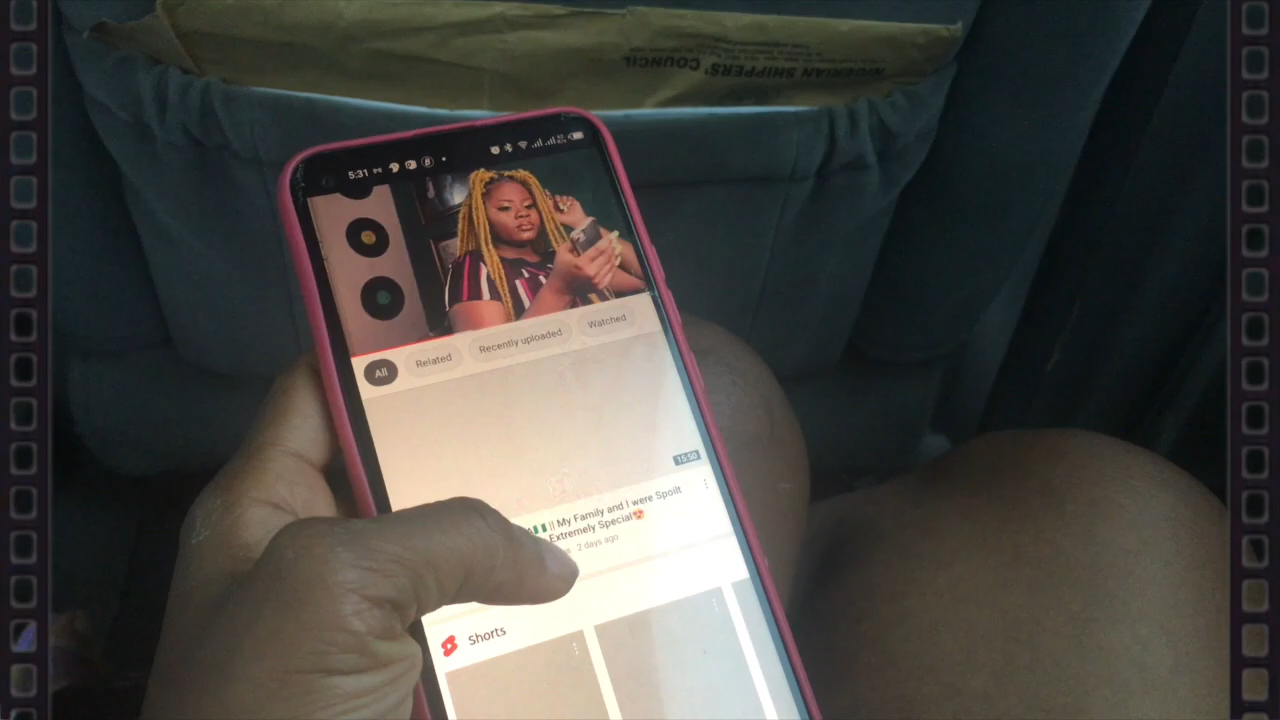 NIGERIAN SHIPPERS' COUNCIL
5:31
All
Related
Recently uploaded
Watched
15:50
|| My Family and I were Spoilt
Extremely Special😍
2 days ago
Shorts